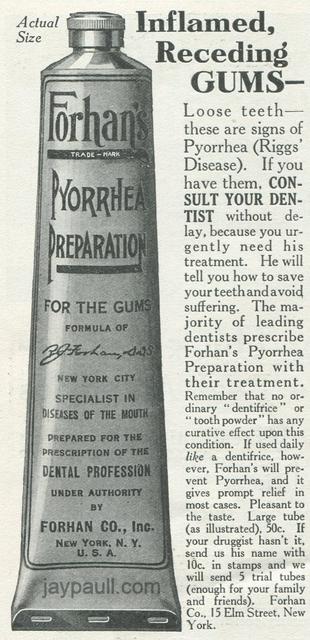 Actual
Size
Inflamed,
Receding
GUMS—
Forhan's
TRADE-MARK
PYORRHEA
PREPARATION
FOR THE GUMS
FORMULA OF
R.J. Forhan, D.D.S.
NEW YORK CITY
SPECIALIST IN
DISEASES OF THE MOUTH
PREPARED FOR THE
PRESCRIPTION OF THE
DENTAL PROFESSION
UNDER AUTHORITY
BY
FORHAN CO., Inc.
NEW YORK, N. Y.
U. S. A.
jaypaull.com
Loose teeth—
these are signs of
Pyorrhea (Riggs'
Disease). If you
have them, CON-
SULT YOUR DEN-
TIST without de-
lay, because you ur-
gently need his
treatment. He will
tell you how to save
your teeth and avoid
suffering. The ma-
jority of leading
dentists prescribe
Forhan's Pyorrhea
Preparation with
their treatment.
Remember that no or-
dinary "dentifrice" or
"tooth powder" has any
curative effect upon this
condition. If used daily
like a dentifrice, how-
ever, Forhan's will pre-
vent Pyorrhea, and it
gives prompt relief in
most cases. Pleasant to
the taste. Large tube
(as illustrated), 50c. If
your druggist hasn't it,
send us his name with
10c. in stamps and we
will send 5 trial tubes
(enough for your family
and friends). Forhan
Co., 15 Elm Street, New
York.